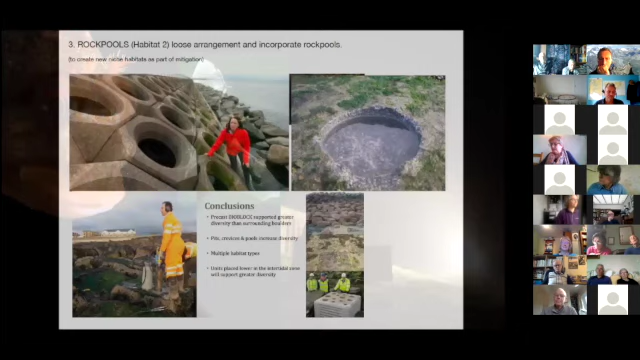 3. ROCKPOOLS (Habitat 2) loose arrangement and incorporate rockpools.
(to create new niche habitats as part of mitigation)
Conclusions
• Precast BIOBLOCK supported greater
diversity than surrounding boulders
• Pits, crevices & pools increase diversity
• Multiple habitat types
• Units placed lower in the intertidal zone
will support greater diversity